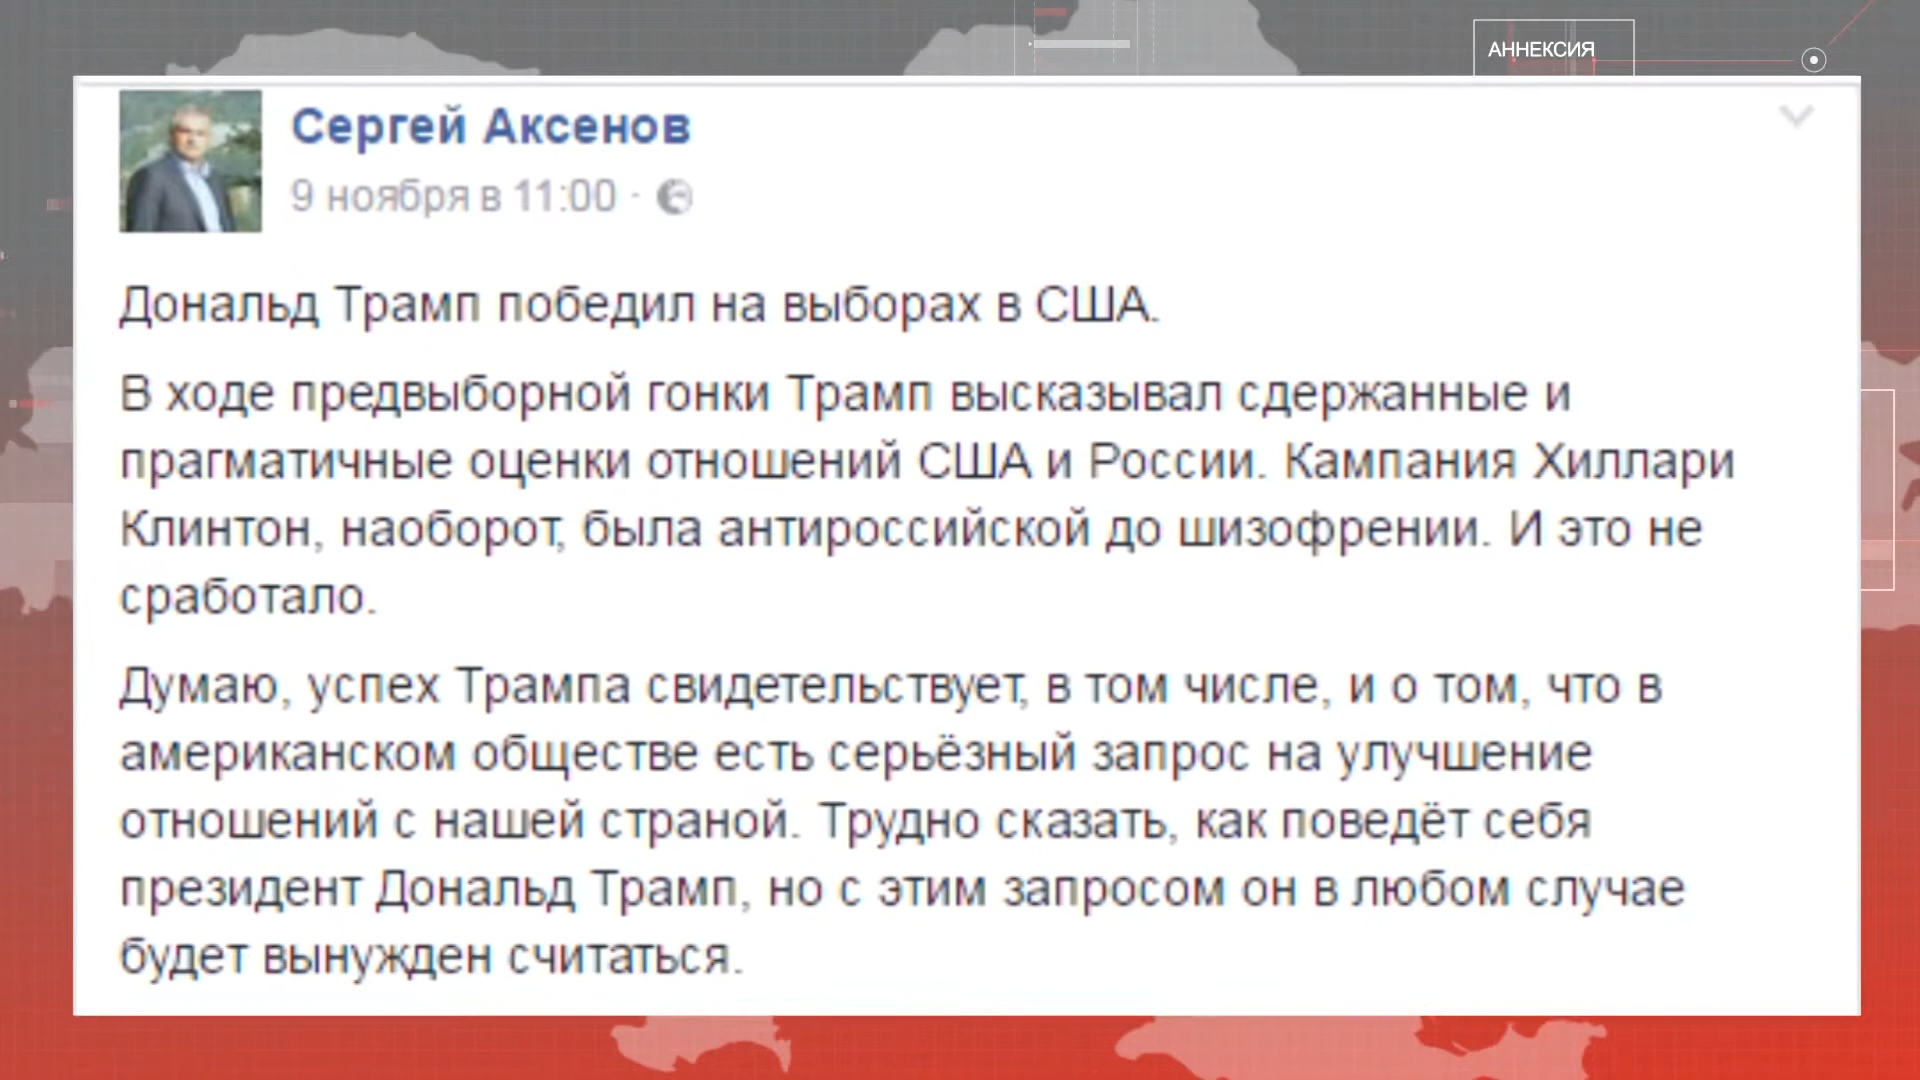 АННЕКСИЯ
Сергей Аксенов
9 ноября в 11:00 ·
Дональд Трамп победил на выборах в США.
В ходе предвыборной гонки Трамп высказывал сдержанные и
прагматичные оценки отношений США и России. Кампания Хиллари
Клинтон, наоборот, была антироссийской до шизофрении. И это не
сработало.
Думаю, успех Трампа свидетельствует, в том числе, и о том, что в
американском обществе есть серьёзный запрос на улучшение
отношений с нашей страной. Трудно сказать, как поведёт себя
президент Дональд Трамп, но с этим запросом он в любом случае
будет вынужден считаться.